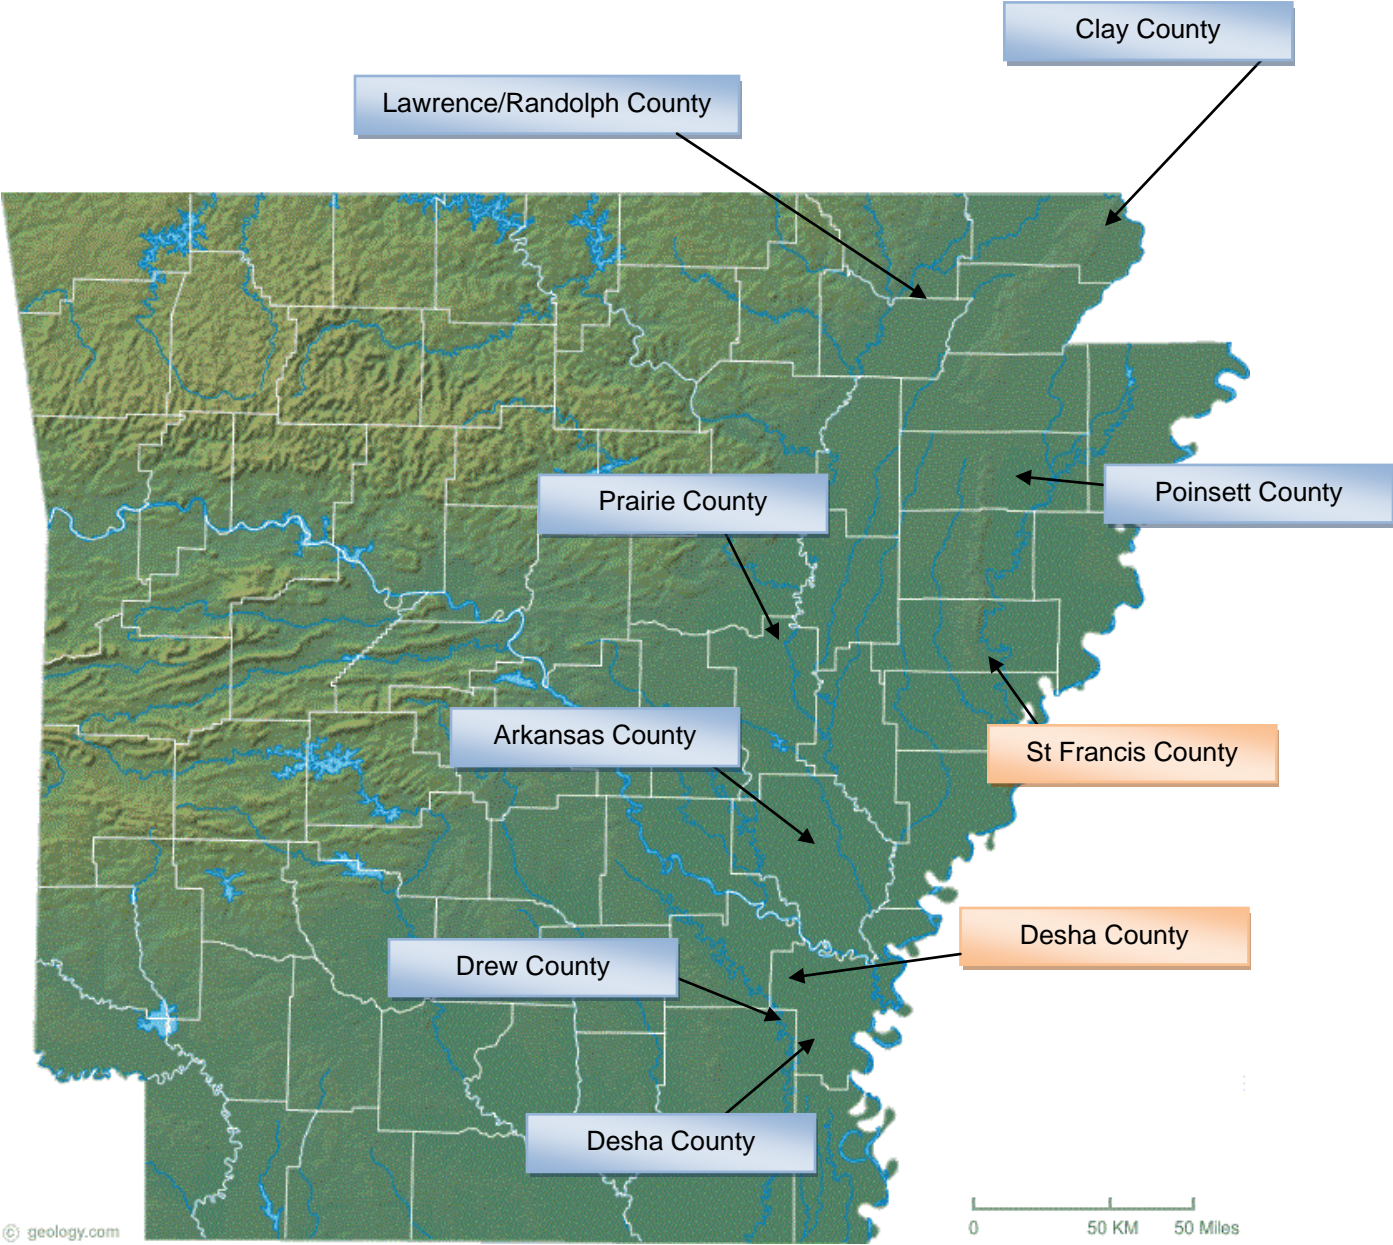 Clay County
Lawrence/Randolph County
Prairie County
Poinsett County
Arkansas County
St Francis County
Desha County
Drew County
Desha County
0 50 KM 50 Miles
© geology.com